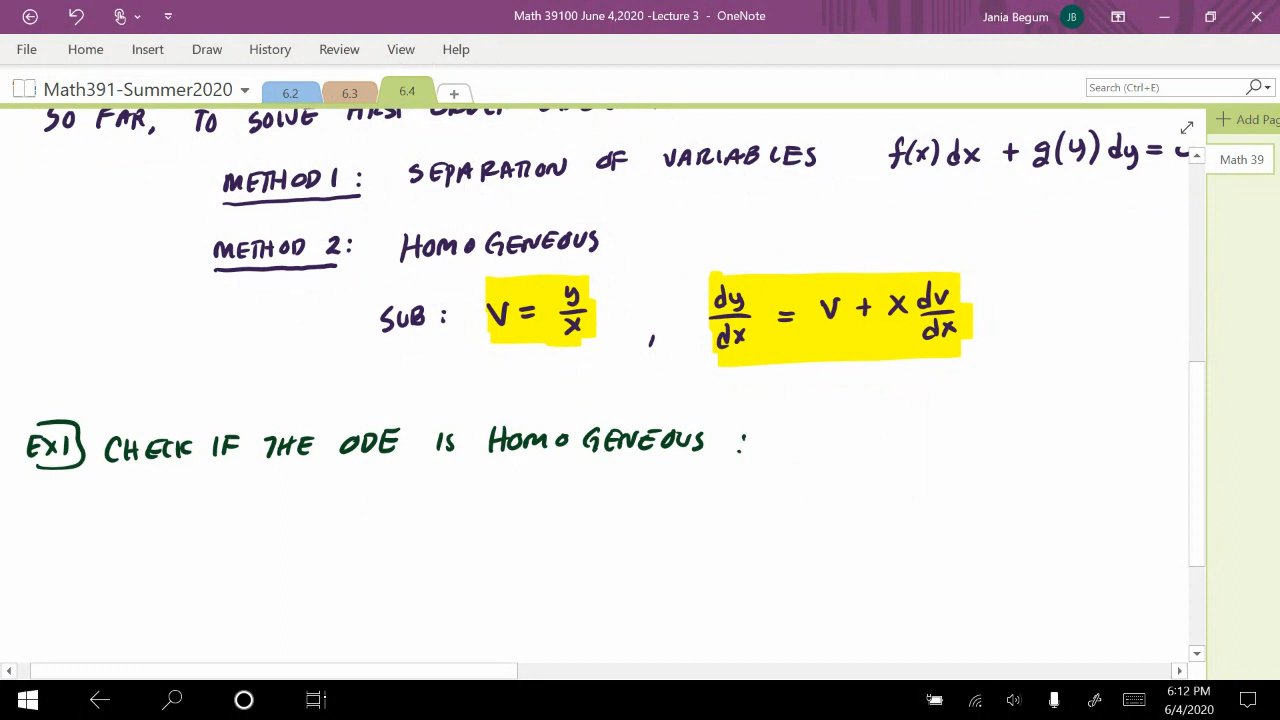 Math 39100 June 4,2020 -Lecture 3 - OneNote
Jania Begum JB
File Home Insert Draw History Review View Help
Math391-Summer2020 6.2 6.3 6.4
Search (Ctrl+E)
Add Pag
Math 39
SO FAR, TO SOLVE FIRST ORDER
METHOD 1: SEPARATION OF VARIABLES f(x) dx + g(y) dy =
METHOD 2: HOMOGENEOUS
SUB: V = y/x , dy/dx = V + x dv/dx
EX1) CHECK IF THE ODE IS HOMOGENEOUS :
6:12 PM
6/4/2020